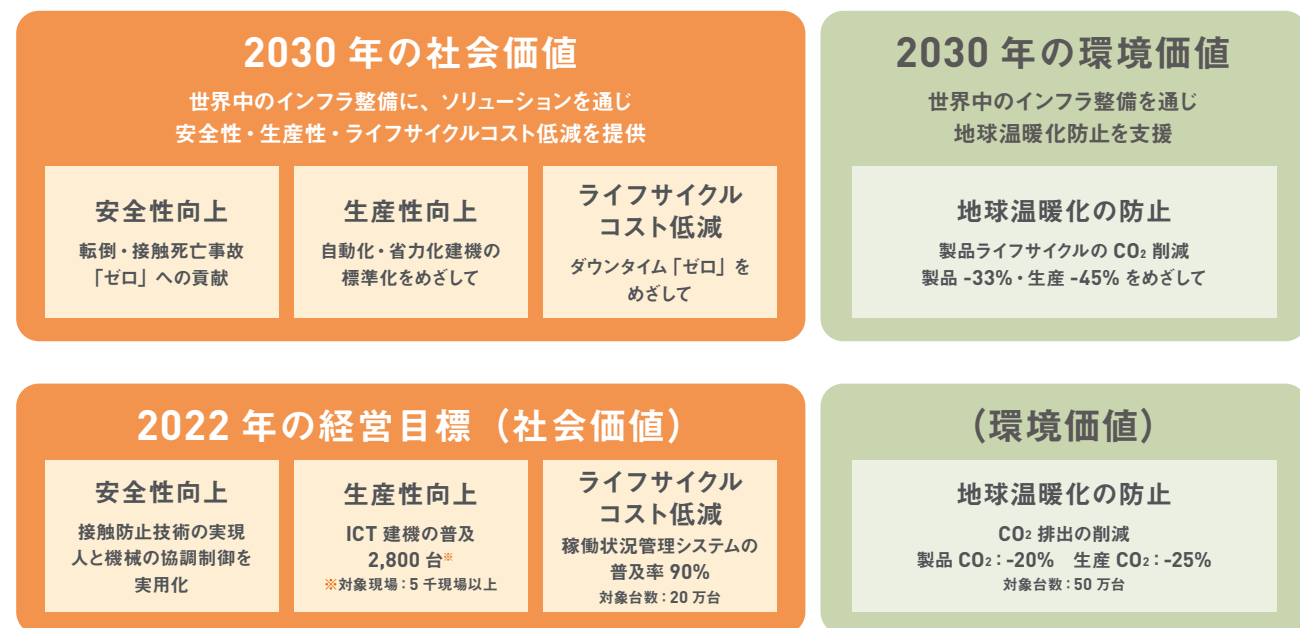 2030 年の社会価値
世界中のインフラ整備に、ソリューションを通じ
安全性・生産性・ライフサイクルコスト低減を提供
安全性向上
転倒・接触死亡事故
「ゼロ」への貢献
生産性向上
自動化・省力化建機の
標準化をめざして
ライフサイクル
コスト低減
ダウンタイム「ゼロ」を
めざして
2030 年の環境価値
世界中のインフラ整備を通じ
地球温暖化防止を支援
地球温暖化の防止
製品ライフサイクルの CO₂ 削減
製品 -33%・生産 -45% をめざして
2022 年の経営目標（社会価値）
安全性向上
接触防止技術の実現
人と機械の協調制御を
実用化
生産性向上
ICT 建機の普及
2,800 台※
※対象現場：5 千現場以上
ライフサイクル
コスト低減
稼働状況管理システムの
普及率 90%
対象台数：20 万台
（環境価値）
地球温暖化の防止
CO₂ 排出の削減
製品 CO₂：-20%　生産 CO₂：-25%
対象台数：50 万台